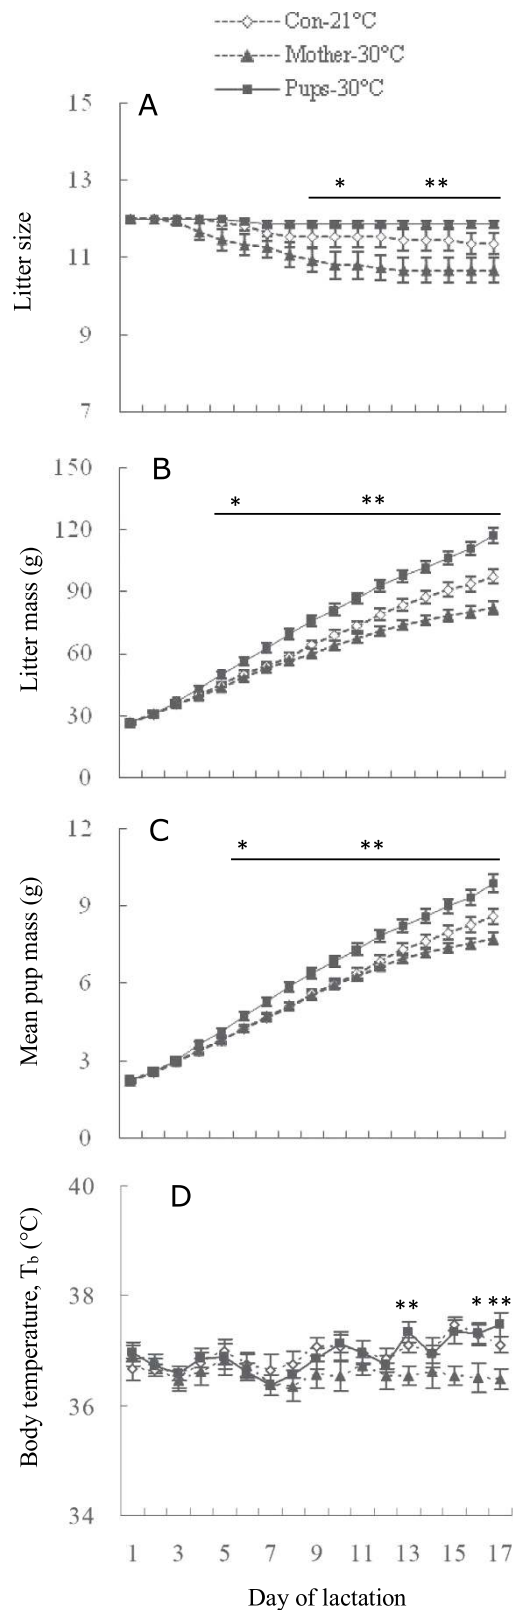 Con-21°C
Mother-30°C
Pups-30°C
A
15
13
11
9
7
Litter size
* **
B
150
120
90
60
30
0
Litter mass (g)
* **
C
12
9
6
3
0
Mean pup mass (g)
* **
D
40
38
36
34
Body temperature, Tb (°C)
** * **
1 3 5 7 9 11 13 15 17
Day of lactation